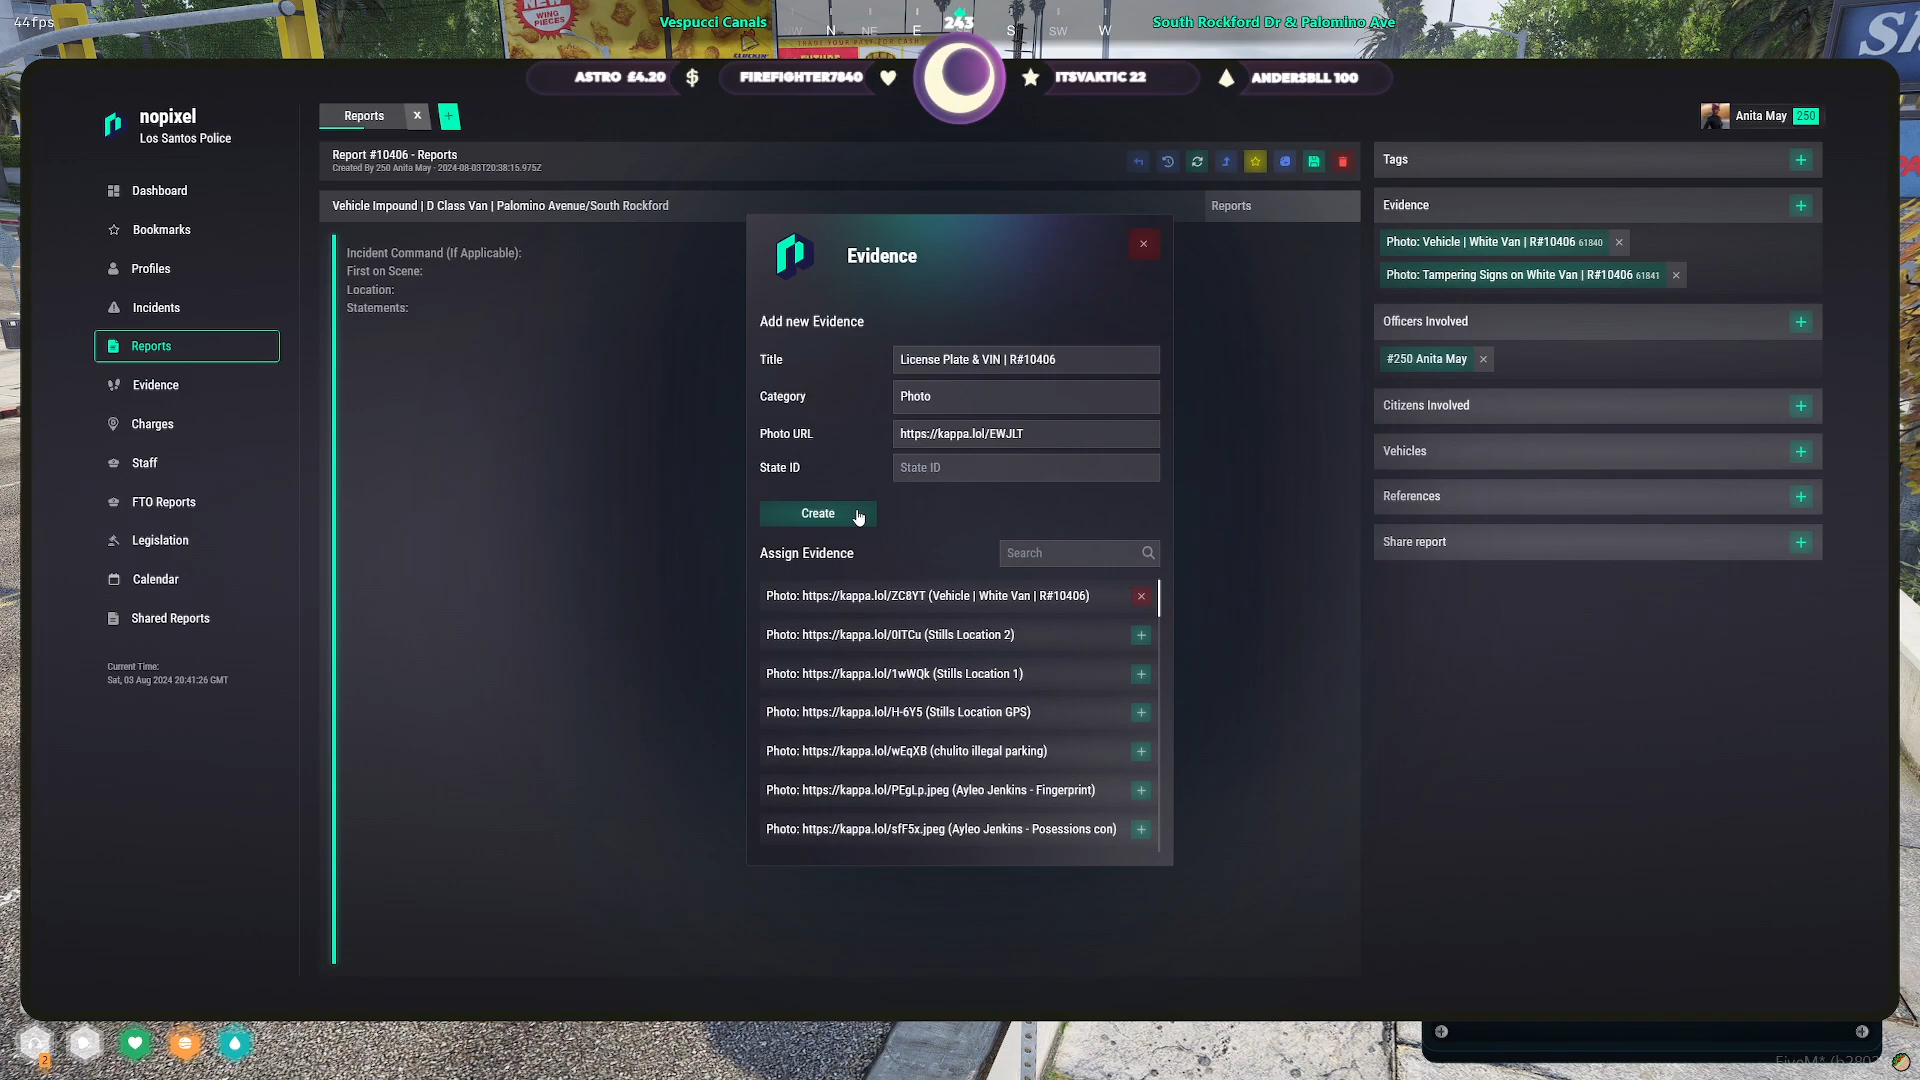 44fps
Vespucci Canals
243
South Rockford Dr & Palomino Ave
N NE E S SW W
NEW WING PIECES
ASTRO £4.20
FIREFIGHTER7840
ITSVAKTIC 22
ANDERSBLL 100
nopixel
Los Santos Police
Reports
Anita May 250
Report #10406 - Reports
Created By 250 Anita May - 2024-08-03T20:38:15.975Z
Vehicle Impound | D Class Van | Palomino Avenue/South Rockford
Reports
Incident Command (If Applicable):
First on Scene:
Location:
Statements:
Dashboard
Bookmarks
Profiles
Incidents
Reports
Evidence
Charges
Staff
FTO Reports
Legislation
Calendar
Shared Reports
Current Time:
Sat, 03 Aug 2024 20:41:26 GMT
Evidence
Add new Evidence
Title License Plate & VIN | R#10406
Category Photo
Photo URL https://kappa.lol/EWJLT
State ID State ID
Create
Assign Evidence
Search
Photo: https://kappa.lol/ZC8YT (Vehicle | White Van | R#10406)
Photo: https://kappa.lol/0ITCu (Stills Location 2)
Photo: https://kappa.lol/1wWQk (Stills Location 1)
Photo: https://kappa.lol/H-6Y5 (Stills Location GPS)
Photo: https://kappa.lol/wEqXB (chulito illegal parking)
Photo: https://kappa.lol/PEgLp.jpeg (Ayleo Jenkins - Fingerprint)
Photo: https://kappa.lol/sfF5x.jpeg (Ayleo Jenkins - Posessions con)
Tags
Evidence
Photo: Vehicle | White Van | R#10406 61840
Photo: Tampering Signs on White Van | R#10406 61841
Officers Involved
#250 Anita May
Citizens Involved
Vehicles
References
Share report
2